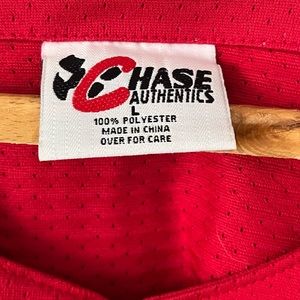 CHASE
AUTHENTICS
L
100% POLYESTER
MADE IN CHINA
OVER FOR CARE